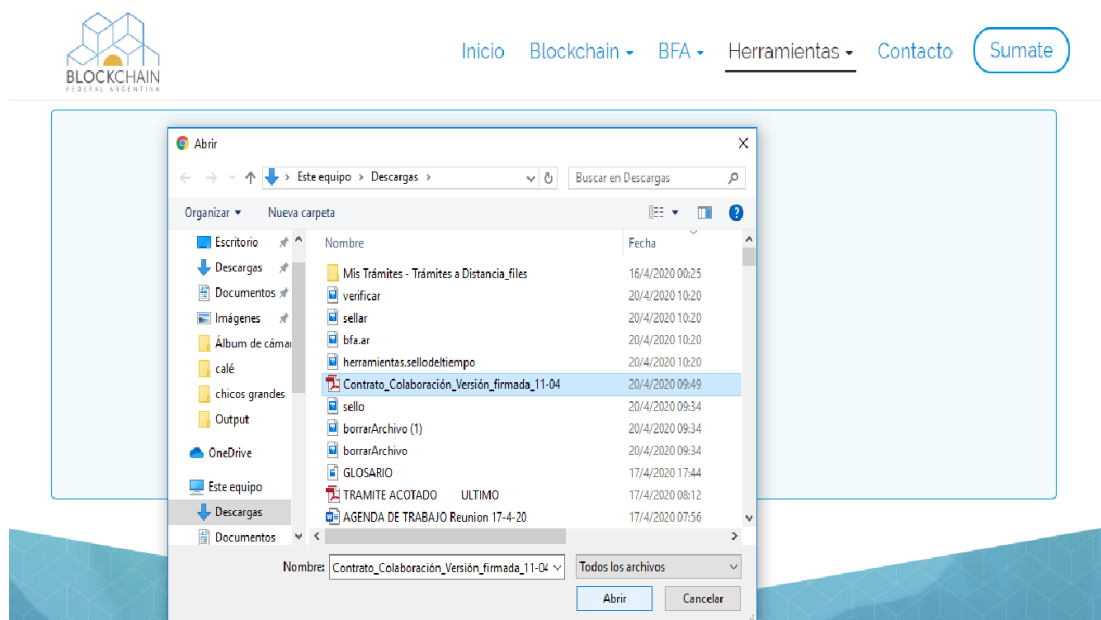 BLOCKCHAIN
FEDERAL ARGENTINA
Inicio Blockchain BFA Herramientas Contacto Sumate
Abrir
Este equipo > Descargas >
Buscar en Descargas
Organizar Nueva carpeta
Escritorio
Descargas
Documentos
Imágenes
Álbum de cámar
calé
chicos grandes
Output
OneDrive
Este equipo
Descargas
Documentos
Nombre Fecha
Mis Trámites - Trámites a Distancia_files 16/4/2020 00:25
verificar 20/4/2020 10:20
sellar 20/4/2020 10:20
bfa.ar 20/4/2020 10:20
herramientas.sellodeltiempo 20/4/2020 10:20
Contrato_Colaboración_Versión_firmada_11-04 20/4/2020 09:49
sello 20/4/2020 09:34
borrarArchivo (1) 20/4/2020 09:34
borrarArchivo 20/4/2020 09:34
GLOSARIO 17/4/2020 17:44
TRAMITE ACOTADO ULTIMO 17/4/2020 08:12
AGENDA DE TRABAJO Reunion 17-4-20 17/4/2020 07:56
Nombre: Contrato_Colaboración_Versión_firmada_11-04 Todos los archivos
Abrir Cancelar